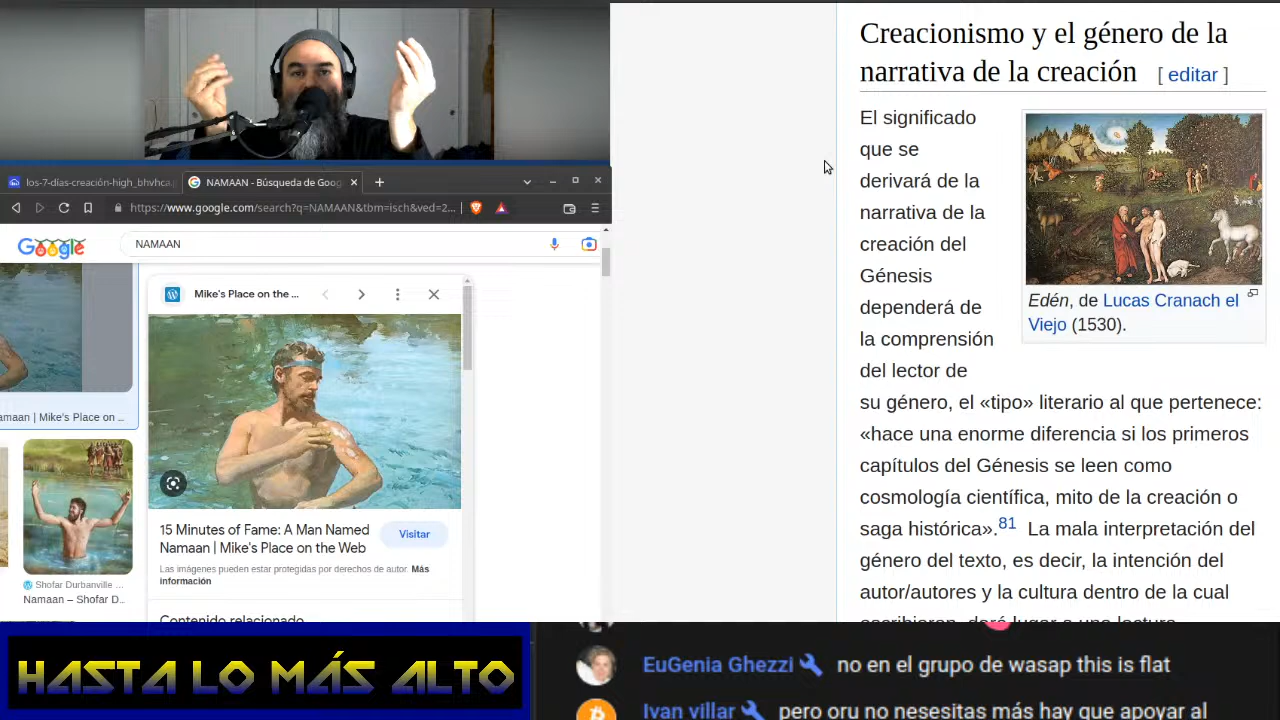 los-7-días-creación-high_bhvhca.
NAMAAN - Búsqueda de Goog
https://www.google.com/search?q=NAMAAN&tbm=isch&ved=2...
Google
NAMAAN
Mike's Place on the ...
amaan | Mike's Place on ...
15 Minutes of Fame: A Man Named
Namaan | Mike's Place on the Web
Visitar
Las imágenes pueden estar protegidas por derechos de autor. Más
información
Shofar Durbanville ...
Namaan – Shofar D...
Contenido relacionado
Creacionismo y el género de la
narrativa de la creación [ editar ]
El significado
que se
derivará de la
narrativa de la
creación del
Génesis
dependerá de
la comprensión
del lector de
su género, el «tipo» literario al que pertenece:
«hace una enorme diferencia si los primeros
capítulos del Génesis se leen como
cosmología científica, mito de la creación o
saga histórica».81 La mala interpretación del
género del texto, es decir, la intención del
autor/autores y la cultura dentro de la cual
Edén, de Lucas Cranach el
Viejo (1530).
HASTA LO MÁS ALTO
EuGenia Ghezzi no en el grupo de wasap this is flat
Ivan villar pero oru no nesesitas más hay que apoyar al